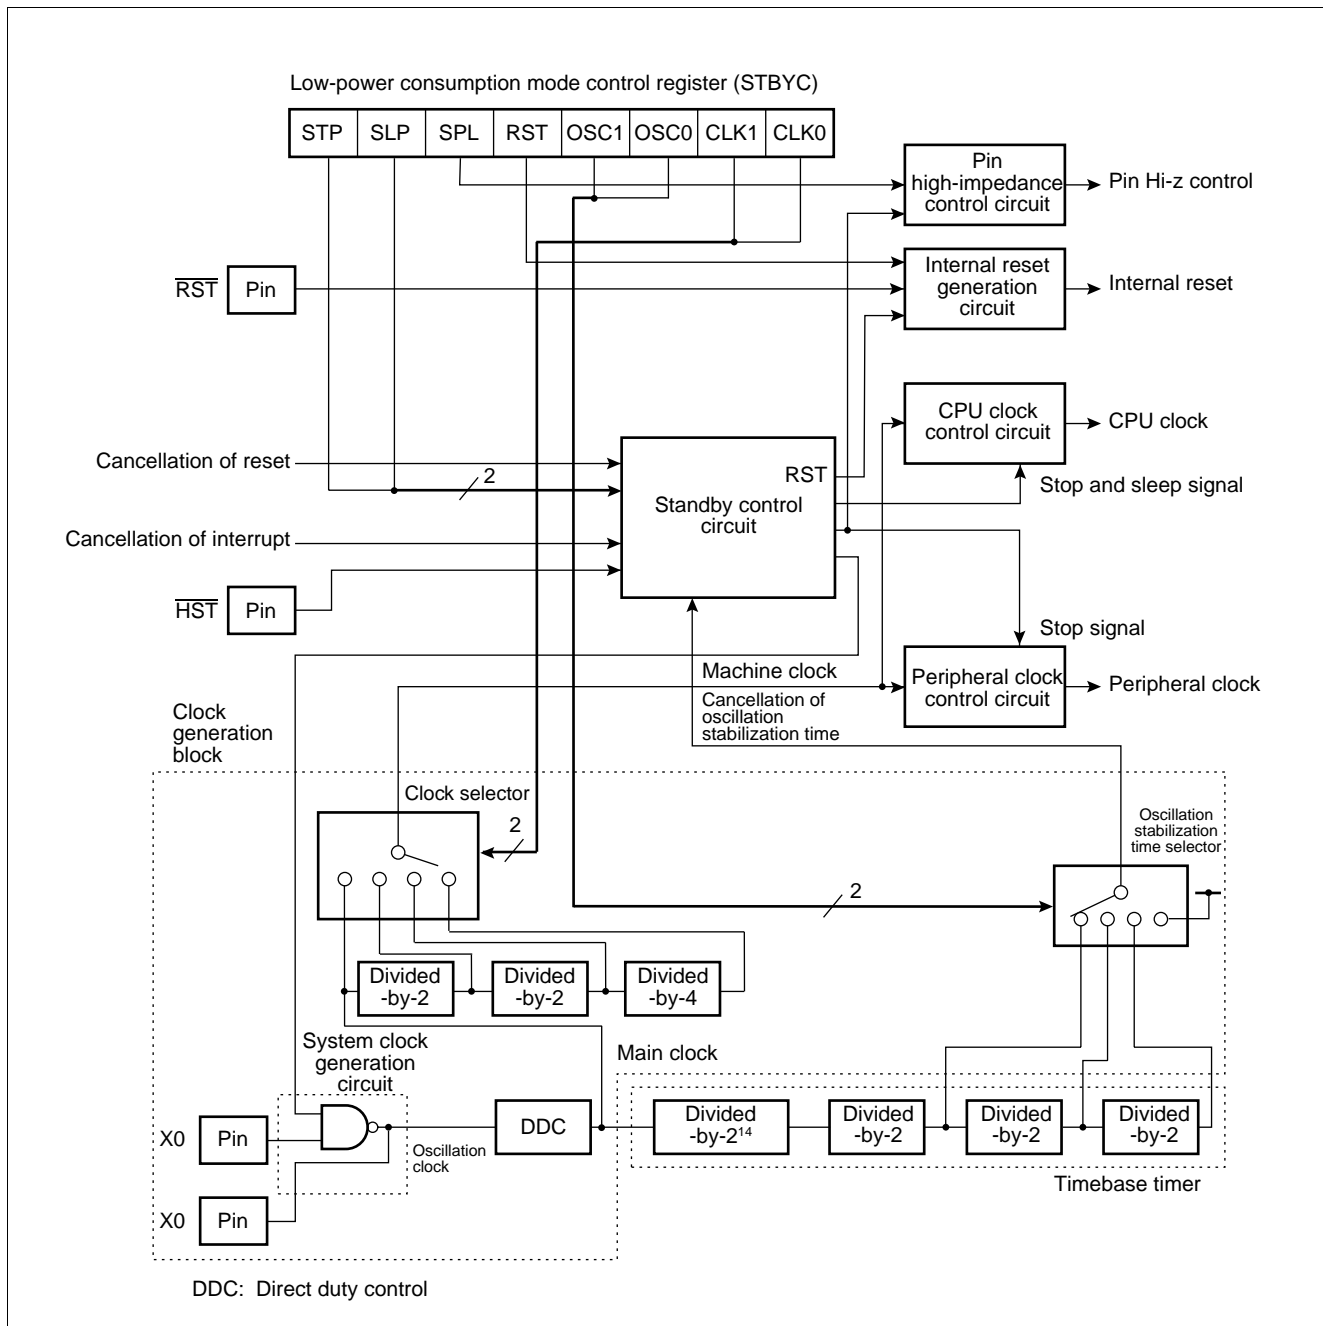 Low-power consumption mode control register (STBYC)
STP SLP SPL RST OSC1 OSC0 CLK1 CLK0
Pin
high-impedance
control circuit
Pin Hi-z control
RST Pin
Internal reset
generation
circuit
Internal reset
CPU clock
control circuit
CPU clock
Cancellation of reset
2
RST
Standby control
circuit
Stop and sleep signal
Cancellation of interrupt
HST Pin
Stop signal
Machine clock
Peripheral clock
control circuit
Peripheral clock
Cancellation of
oscillation
stabilization time
Clock
generation
block
Clock selector
2
Oscillation
stabilization
time selector
2
Divided
-by-2
Divided
-by-2
Divided
-by-4
System clock
generation
circuit
Main clock
X0 Pin
Oscillation
clock
DDC
Divided
-by-2¹⁴
Divided
-by-2
Divided
-by-2
Divided
-by-2
Timebase timer
X0 Pin
DDC: Direct duty control